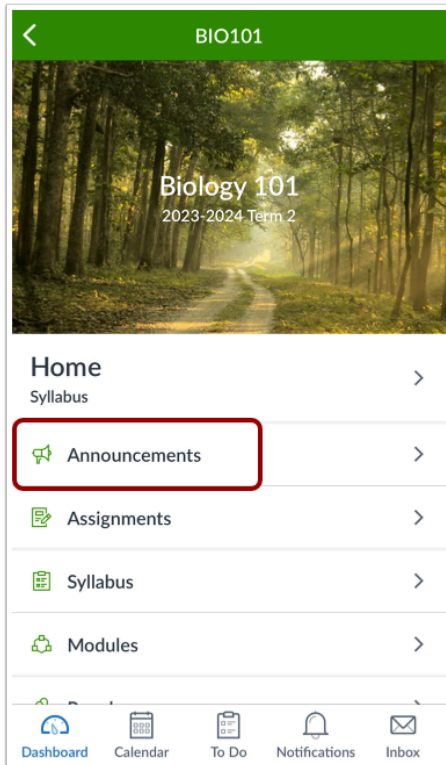 BIO101
Biology 101
2023-2024 Term 2
Home
Syllabus
Announcements
Assignments
Syllabus
Modules
Dashboard
Calendar
To Do
Notifications
Inbox